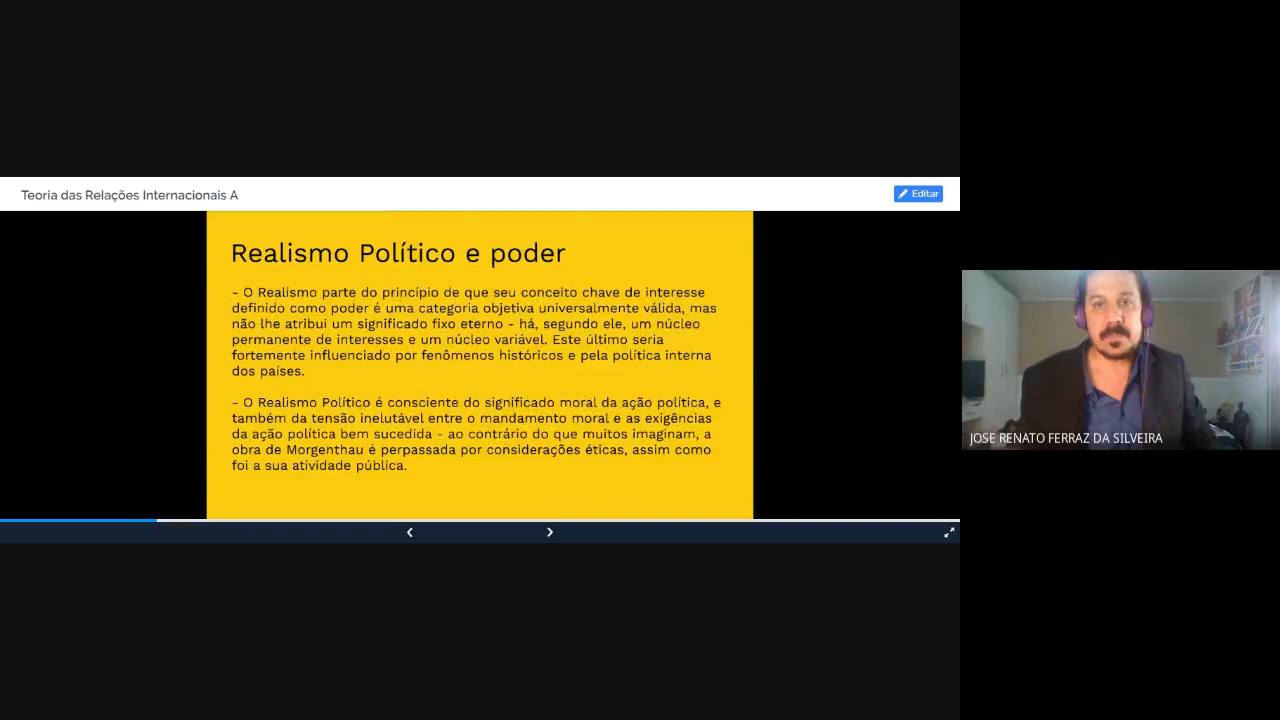 Teoria das Relações Internacionais A
Editar
Realismo Político e poder
- O Realismo parte do princípio de que seu conceito chave de interesse
definido como poder é uma categoria objetiva universalmente válida, mas
não lhe atribui um significado fixo eterno - há, segundo ele, um núcleo
permanente de interesses e um núcleo variável. Este último seria
fortemente influenciado por fenômenos históricos e pela política interna
dos países.
- O Realismo Político é consciente do significado moral da ação política, e
também da tensão inelutável entre o mandamento moral e as exigências
da ação política bem sucedida - ao contrário do que muitos imaginam, a
obra de Morgenthau é perpassada por considerações éticas, assim como
foi a sua atividade pública.
JOSE RENATO FERRAZ DA SILVEIRA